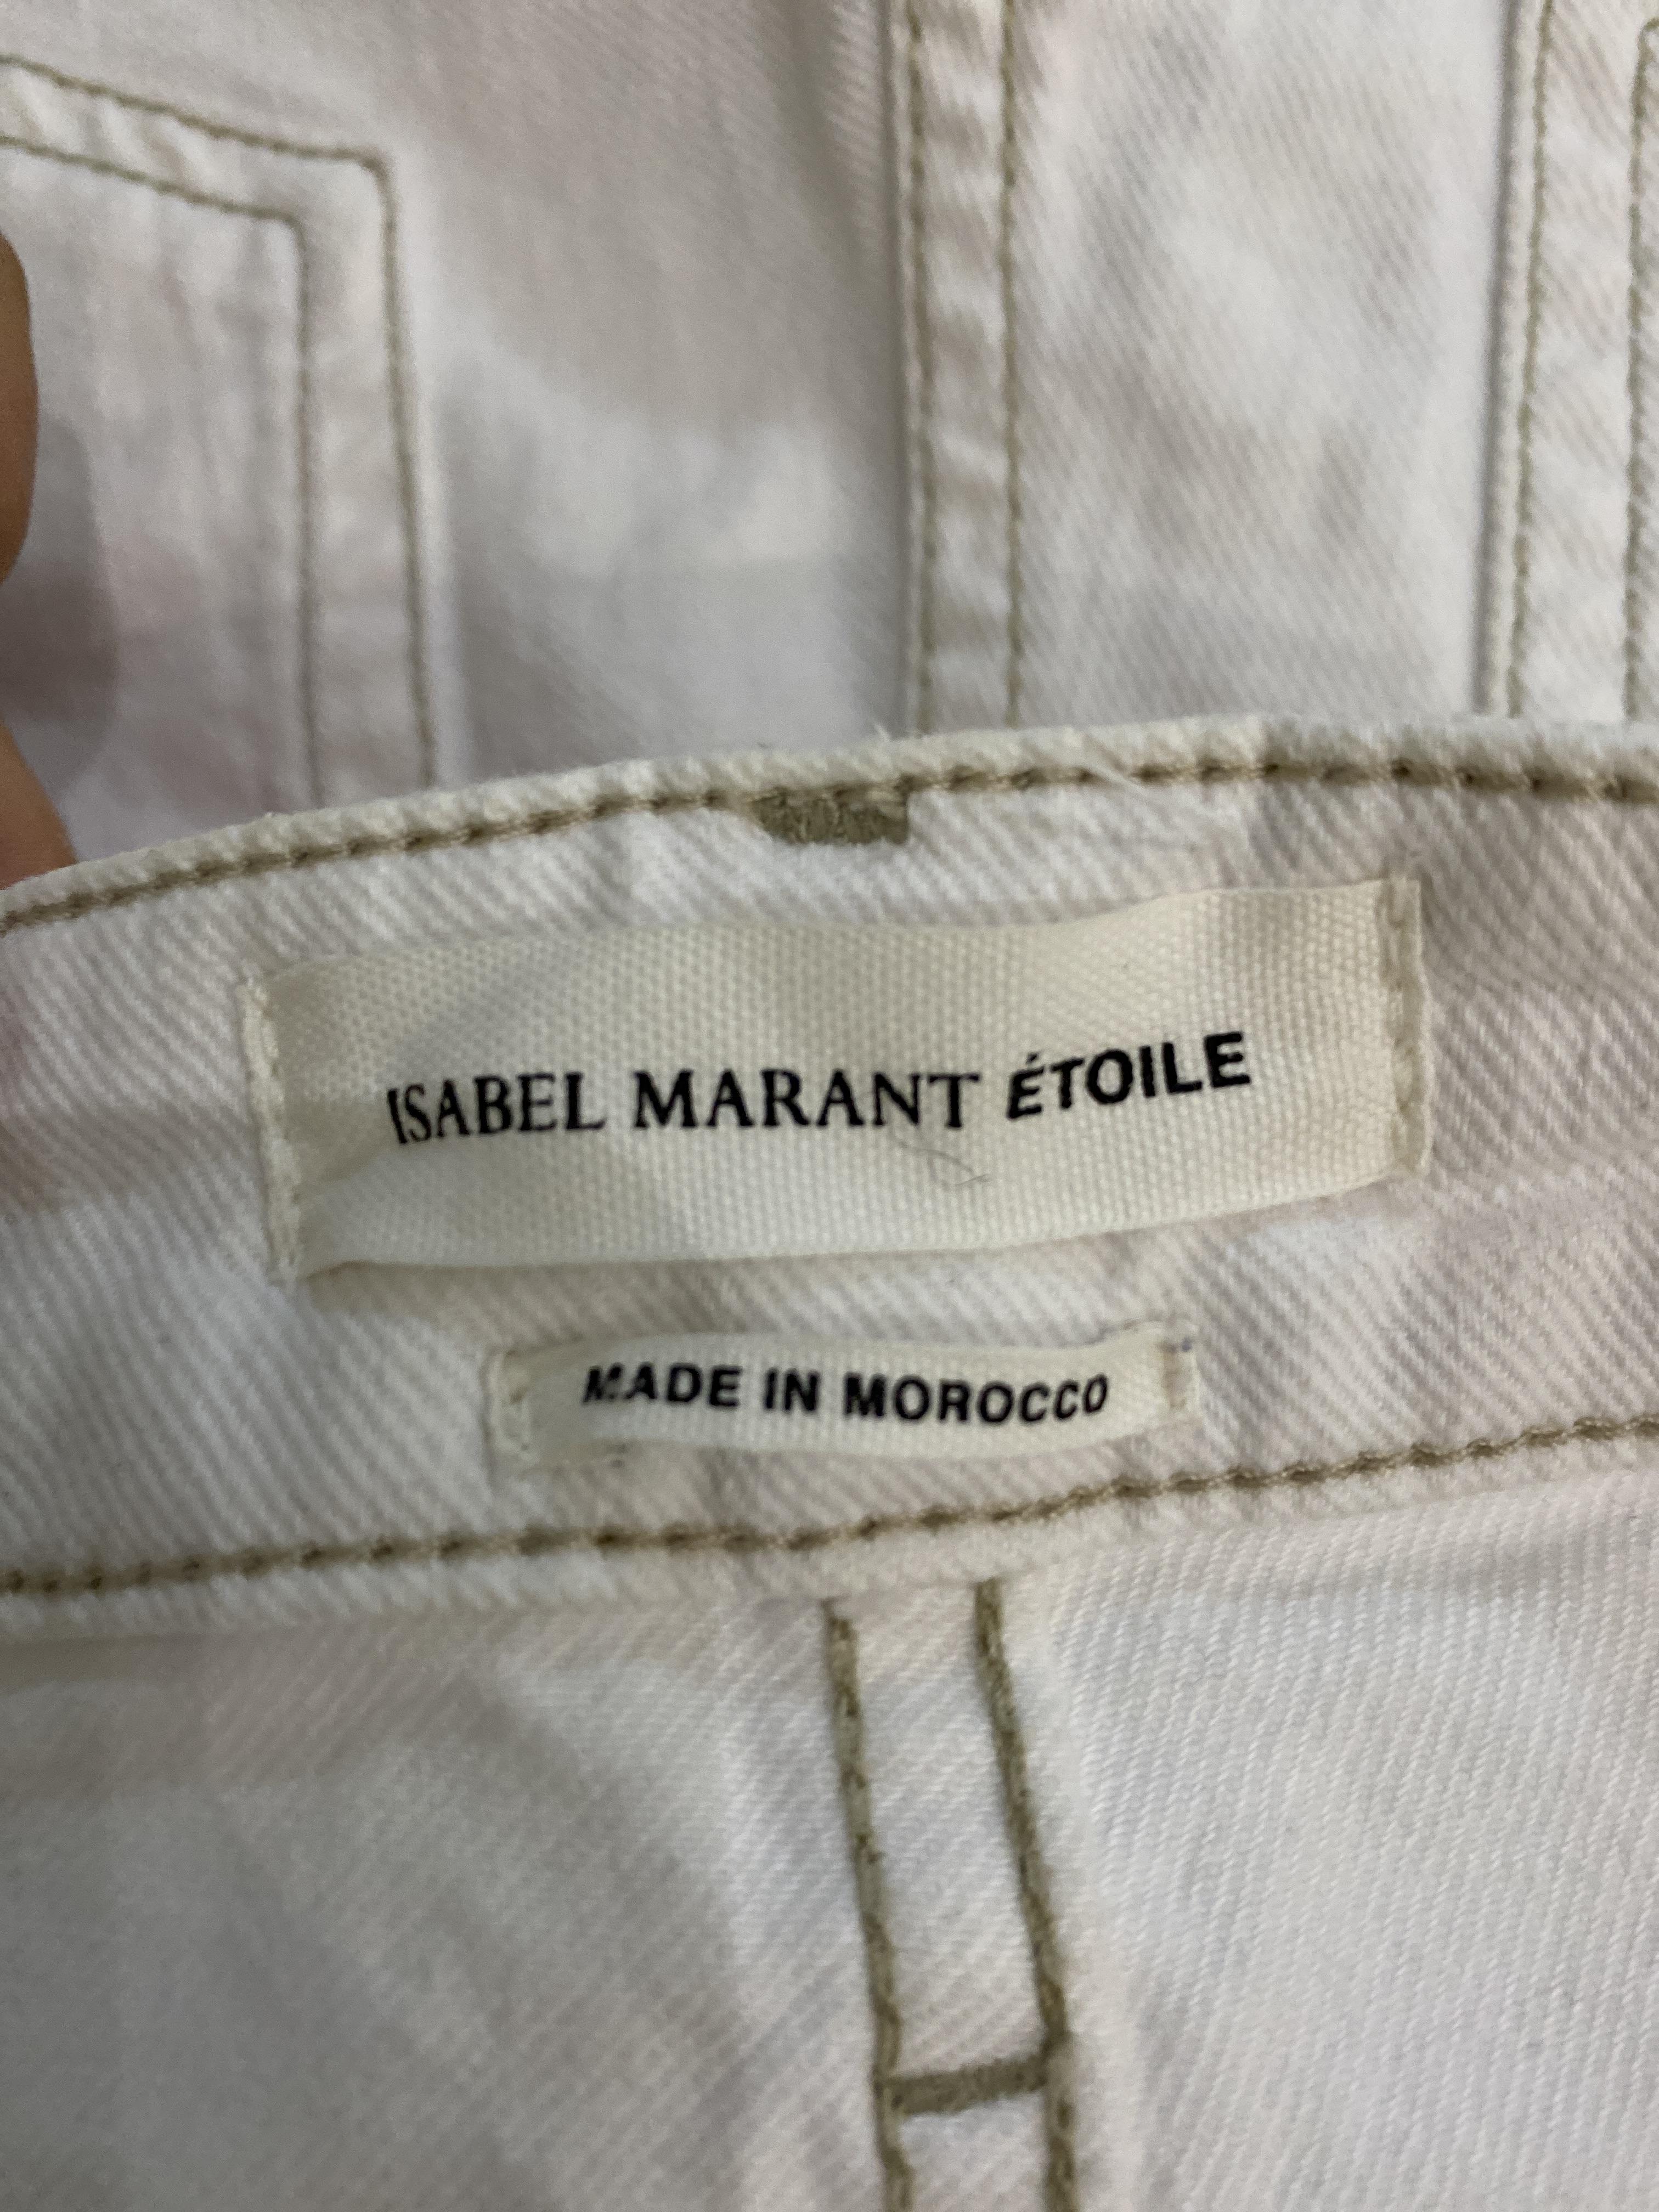 ISABEL MARANT ÉTOILE
MADE IN MOROCCO